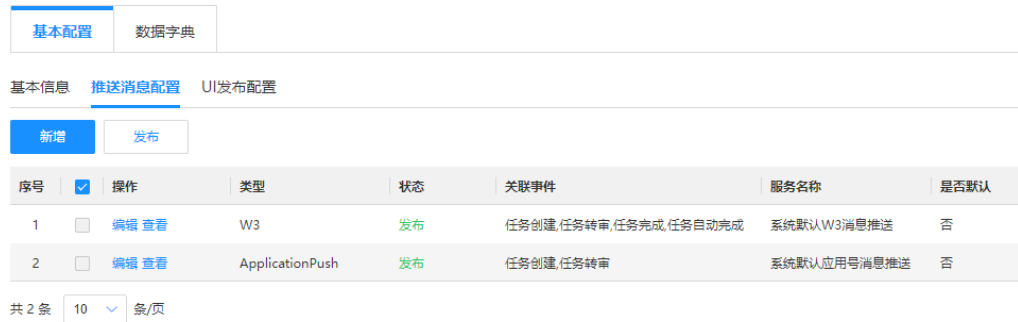 基本配置 数据字典
基本信息 推送消息配置 UI发布配置
新增 发布
序号 操作 类型 状态 关联事件 服务名称 是否默认
1 编辑 查看 W3 发布 任务创建,任务转审,任务完成,任务自动完成 系统默认W3消息推送 否
2 编辑 查看 ApplicationPush 发布 任务创建,任务转审 系统默认应用号消息推送 否
共 2 条 10 条/页